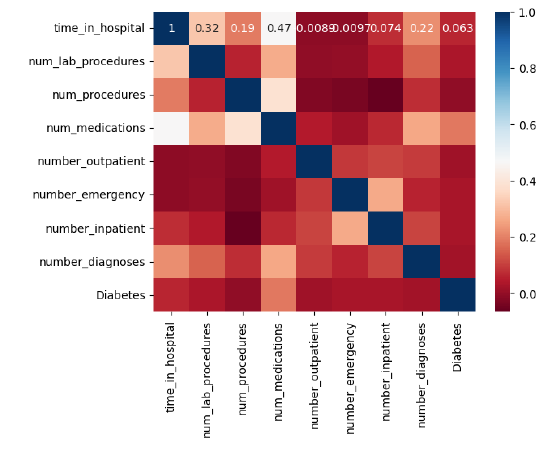 time_in_hospital 1 0.32 0.19 0.47 0.0089 0.0097 0.074 0.22 0.063
num_lab_procedures
num_procedures
num_medications
number_outpatient
number_emergency
number_inpatient
number_diagnoses
Diabetes
time_in_hospital
num_lab_procedures
num_procedures
num_medications
number_outpatient
number_emergency
number_inpatient
number_diagnoses
Diabetes
1.0
0.8
0.6
0.4
0.2
0.0